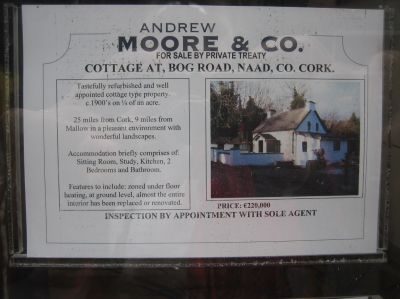 ANDREW
MOORE & CO.
FOR SALE BY PRIVATE TREATY
COTTAGE AT, BOG ROAD, NAAD, CO. CORK.
Tastefully refurbished and well
appointed cottage type property
c.1900's on ¼ of an acre.
25 miles from Cork, 9 miles from
Mallow in a pleasant environment with
wonderful landscapes.
Accommodation briefly comprises of:
Sitting Room, Study, Kitchen, 2
Bedrooms and Bathroom.
Features to include: zoned under floor
heating, at ground level, almost the entire
interior has been replaced or renovated.
PRICE: €220,000
INSPECTION BY APPOINTMENT WITH SOLE AGENT